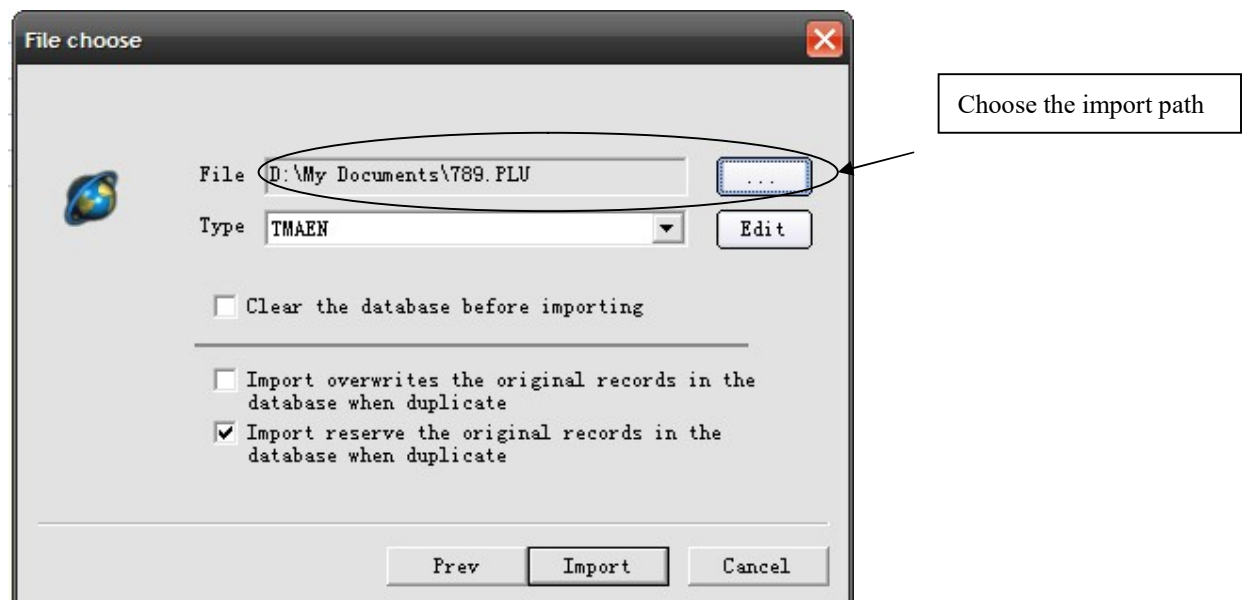 File choose
Choose the import path
File D:\My Documents\789.PLU ...
Type TMAEN Edit
Clear the database before importing
Import overwrites the original records in the
database when duplicate
Import reserve the original records in the
database when duplicate
Prev Import Cancel